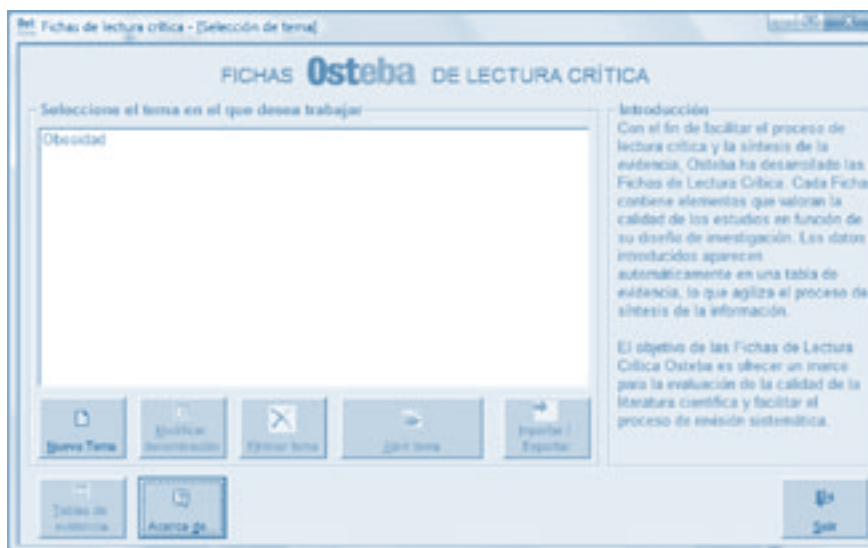 Ost Fichas de lectura crítica - [Selección de tema]
FICHAS Osteba DE LECTURA CRÍTICA
Seleccione el tema en el que desea trabajar
Obesidad
Introducción
Con el fin de facilitar el proceso de
lectura crítica y la síntesis de la
evidencia, Osteba ha desarrollado las
Fichas de Lectura Crítica. Cada Ficha
contiene elementos que valoran la
calidad de los estudios en función de
su diseño de investigación. Los datos
introducidos aparecen
automáticamente en una tabla de
evidencia, lo que agiliza el proceso de
síntesis de la información.
El objetivo de las Fichas de Lectura
Crítica Osteba es ofrecer un marco
para la evaluación de la calidad de la
literatura científica y facilitar el
proceso de revisión sistemática.
Nuevo Tema
Modificar
denominación
Eliminar tema
Abrir tema
Importar /
Exportar
Tablas de
evidencia
Acerca de...
Salir